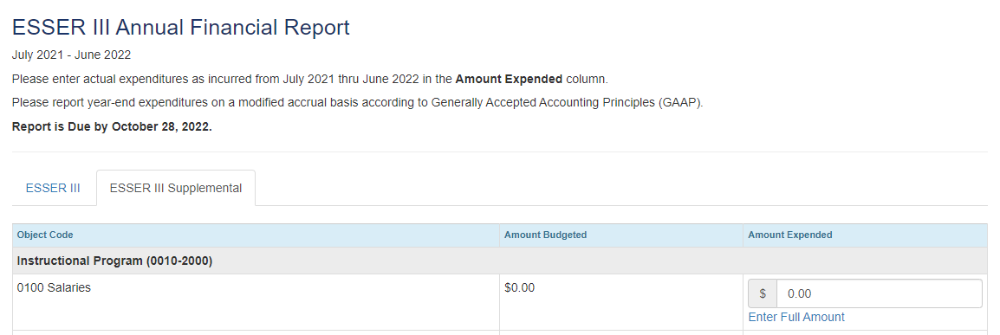 ESSER III Annual Financial Report
July 2021 - June 2022
Please enter actual expenditures as incurred from July 2021 thru June 2022 in the Amount Expended column.
Please report year-end expenditures on a modified accrual basis according to Generally Accepted Accounting Principles (GAAP).
Report is Due by October 28, 2022.
ESSER III ESSER III Supplemental
Object Code Amount Budgeted Amount Expended
Instructional Program (0010-2000)
0100 Salaries $0.00 $ 0.00
Enter Full Amount